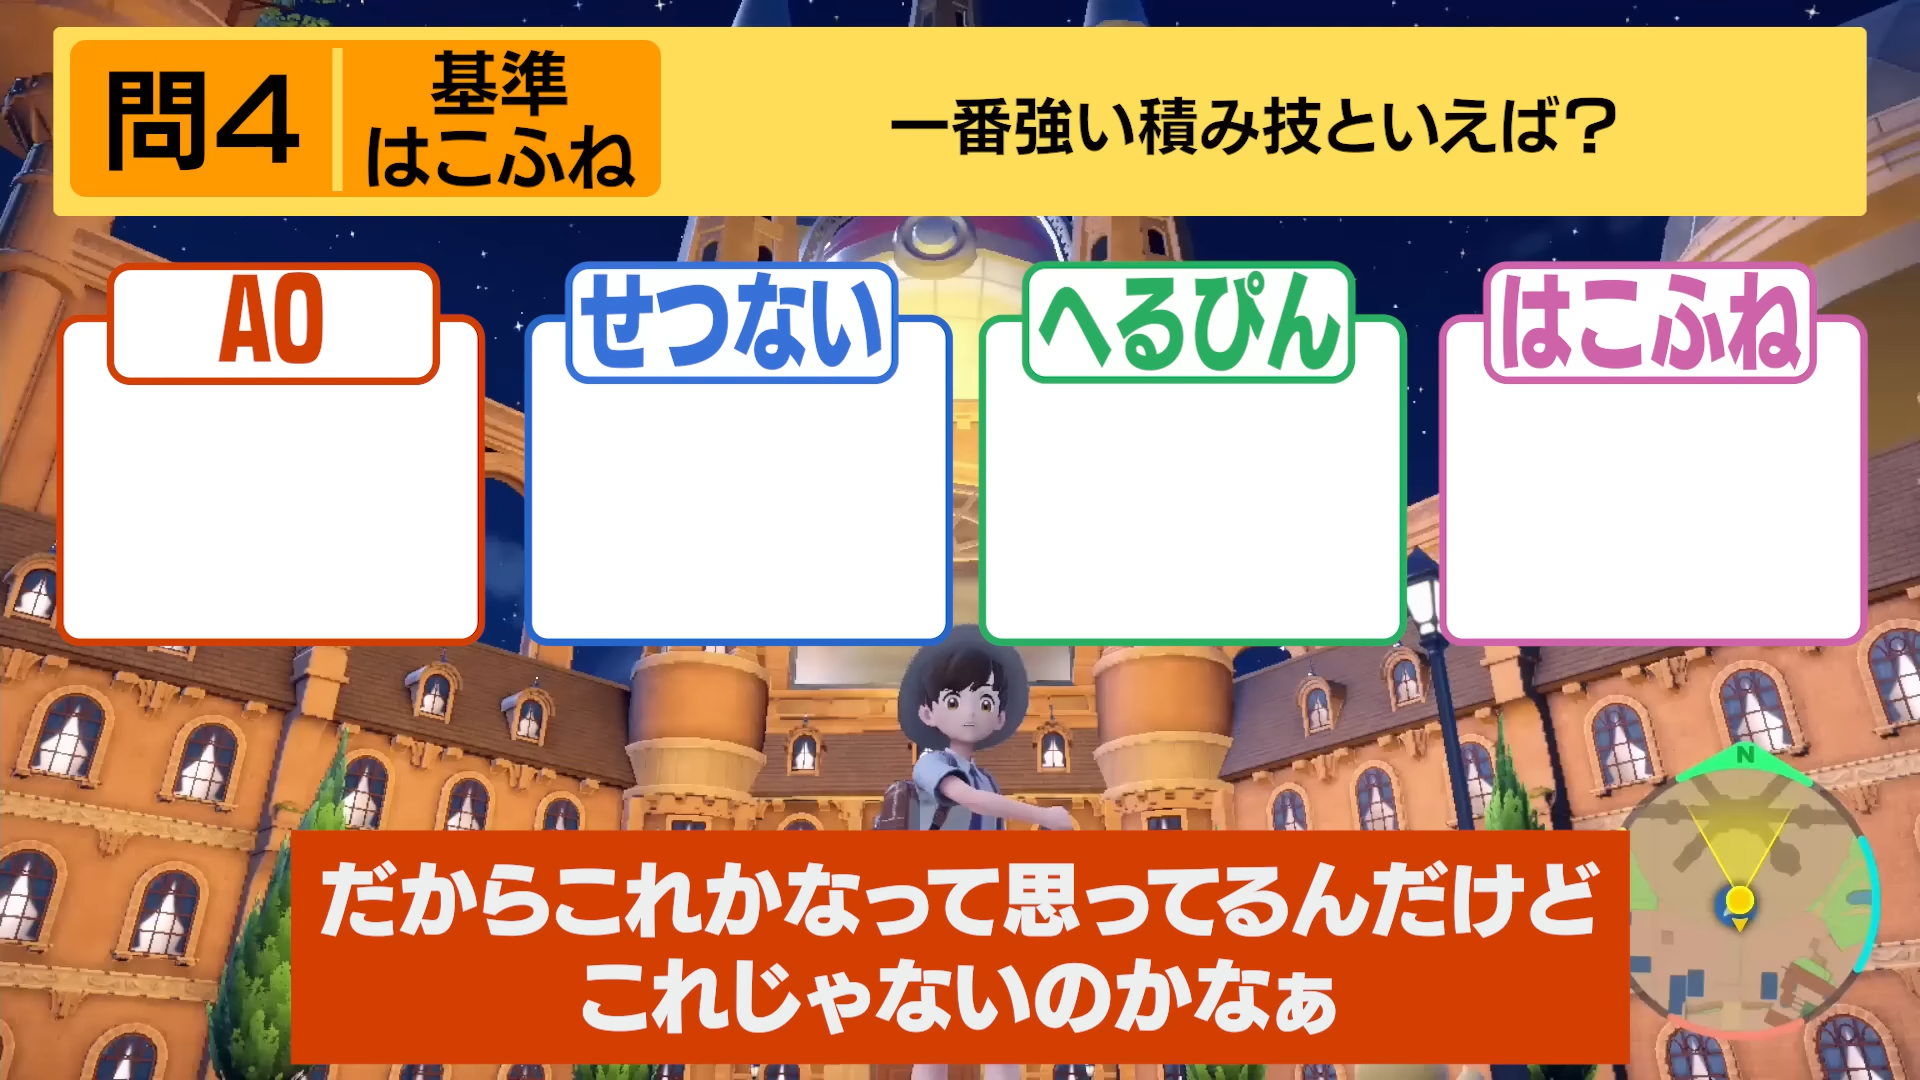 問4
基準
はこふね
一番強い積み技といえば？
AO
せつない
へるぴん
はこふね
N
だからこれかなって思ってるんだけど
これじゃないのかなぁ